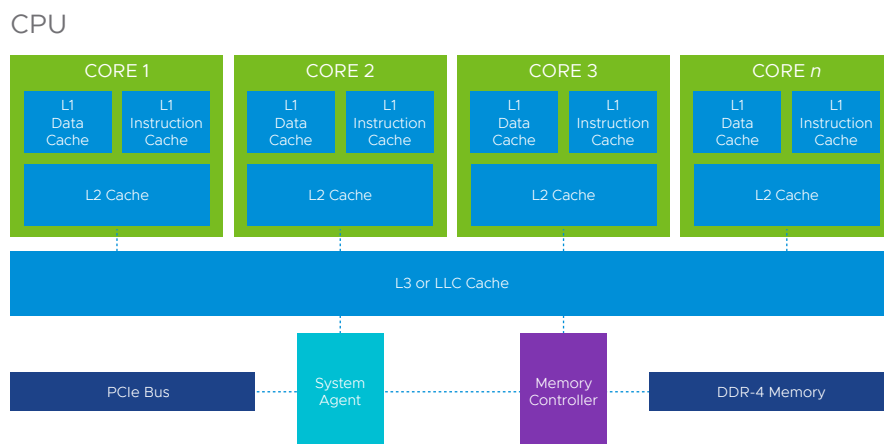 CPU
CORE 1
CORE 2
CORE 3
CORE n
L1
Data
Cache
L1
Instruction
Cache
L1
Data
Cache
L1
Instruction
Cache
L1
Data
Cache
L1
Instruction
Cache
L1
Data
Cache
L1
Instruction
Cache
L2 Cache
L2 Cache
L2 Cache
L2 Cache
L3 or LLC Cache
PCIe Bus
System
Agent
Memory
Controller
DDR-4 Memory